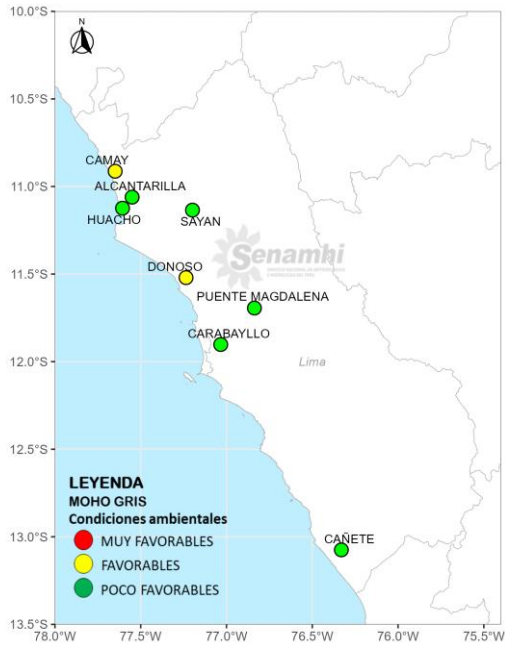 10.0°S
N
10.5°S
CAMAY
11.0°S
ALCANTARILLA
HUACHO
SAYAN
Senamhi
11.5°S
DONOSO
PUENTE MAGDALENA
CARABAYLLO
12.0°S
Lima
12.5°S
LEYENDA
MOHO GRIS
Condiciones ambientales
13.0°S
CAÑETE
MUY FAVORABLES
FAVORABLES
POCO FAVORABLES
13.5°S
78.0°W 77.5°W 77.0°W 76.5°W 76.0°W 75.5°W